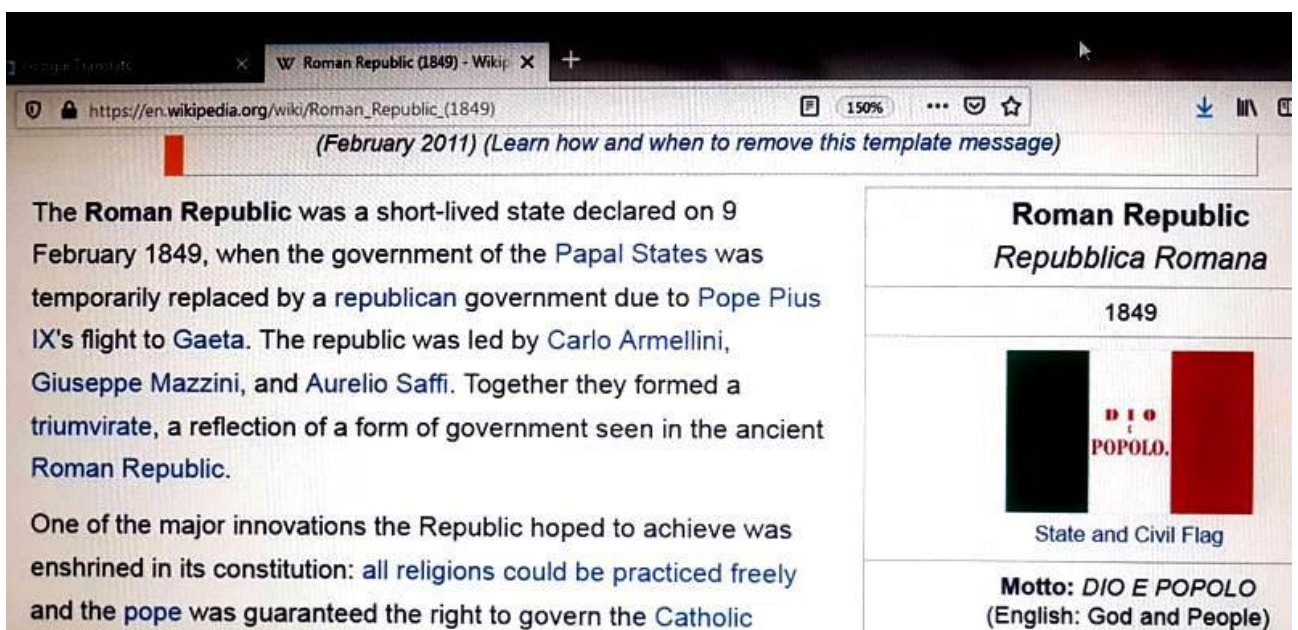 Google Translate
W Roman Republic (1849) - Wikip
https://en.wikipedia.org/wiki/Roman_Republic_(1849)
150%
(February 2011) (Learn how and when to remove this template message)
The Roman Republic was a short-lived state declared on 9
February 1849, when the government of the Papal States was
temporarily replaced by a republican government due to Pope Pius
IX's flight to Gaeta. The republic was led by Carlo Armellini,
Giuseppe Mazzini, and Aurelio Saffi. Together they formed a
triumvirate, a reflection of a form of government seen in the ancient
Roman Republic.
One of the major innovations the Republic hoped to achieve was
enshrined in its constitution: all religions could be practiced freely
and the pope was guaranteed the right to govern the Catholic
Roman Republic
Repubblica Romana
1849
DIO
E
POPOLO.
State and Civil Flag
Motto: DIO E POPOLO
(English: God and People)